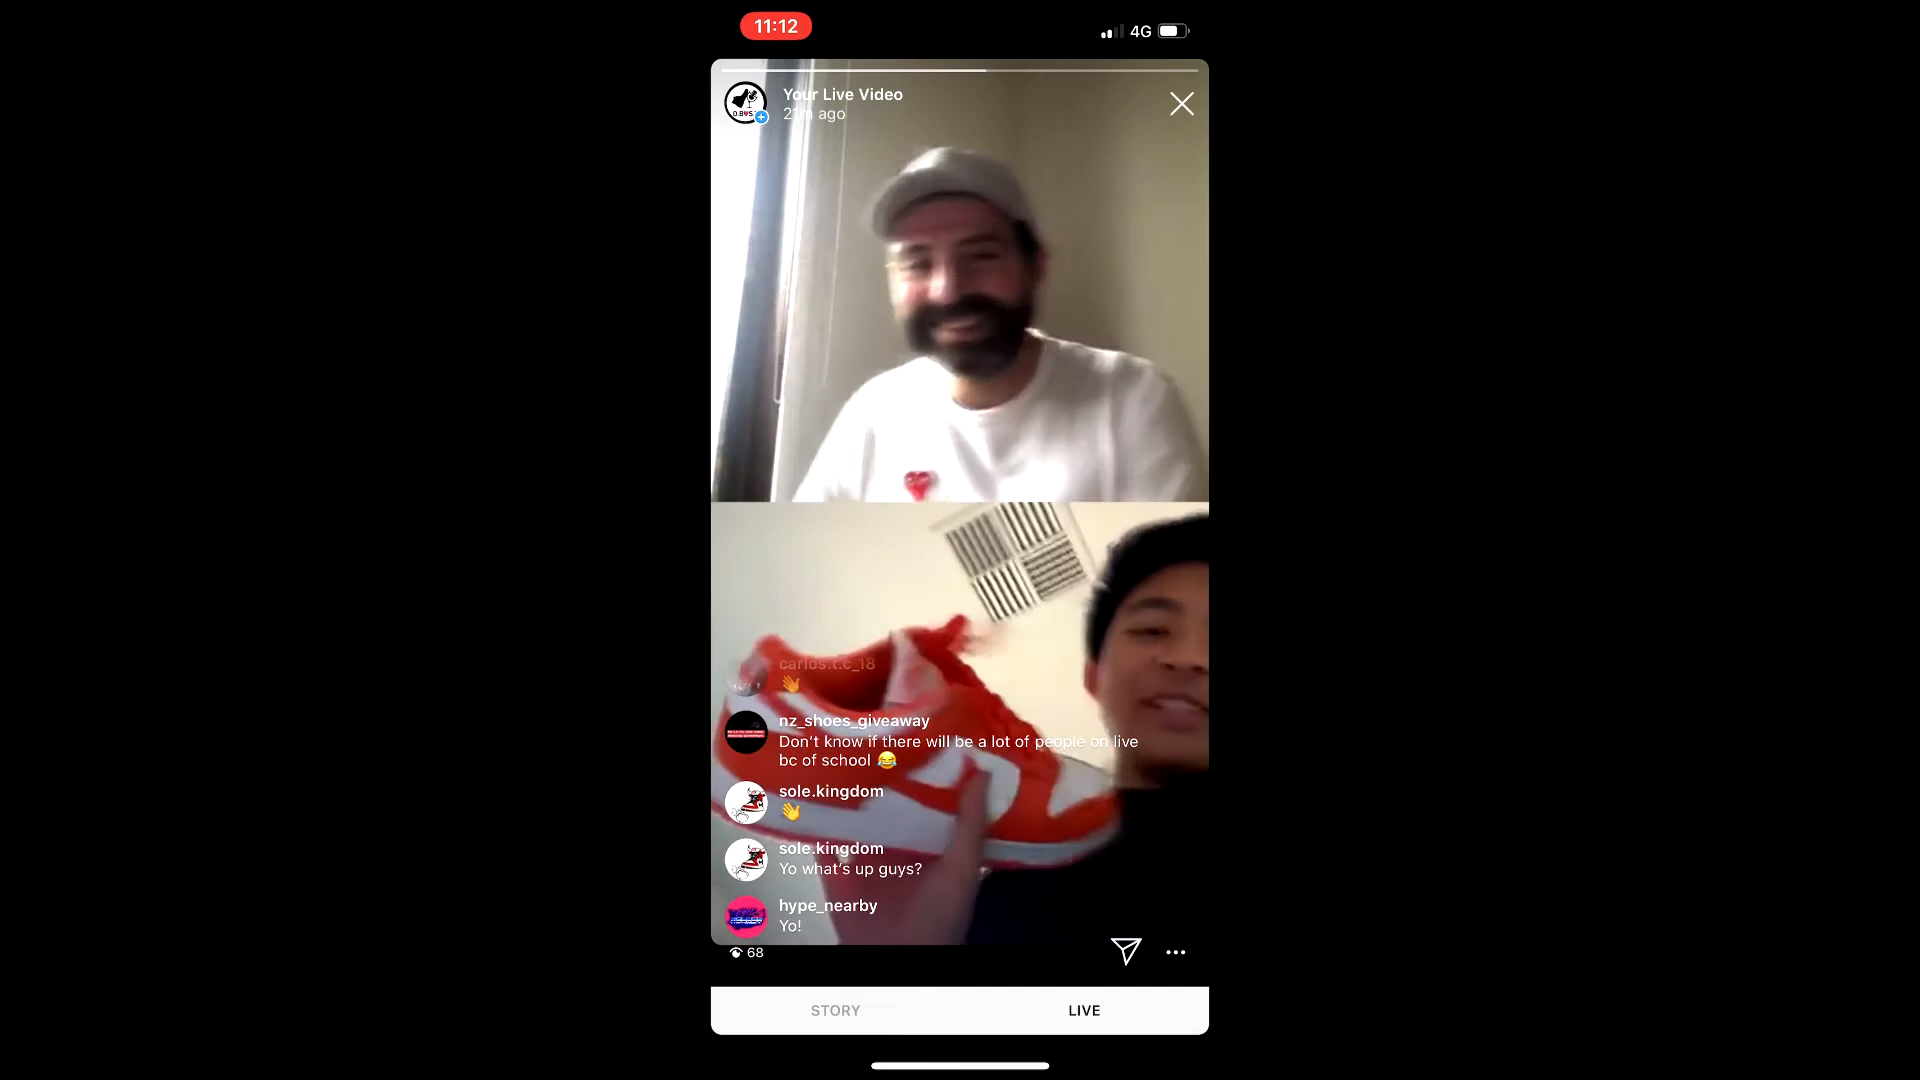 11:12
4G
Your Live Video
21m ago
carlos.t.c_18
👋
nz_shoes_giveaway
Don't know if there will be a lot of people on live
bc of school 😂
sole.kingdom
👋
sole.kingdom
Yo what's up guys?
hype_nearby
Yo!
68
STORY
LIVE